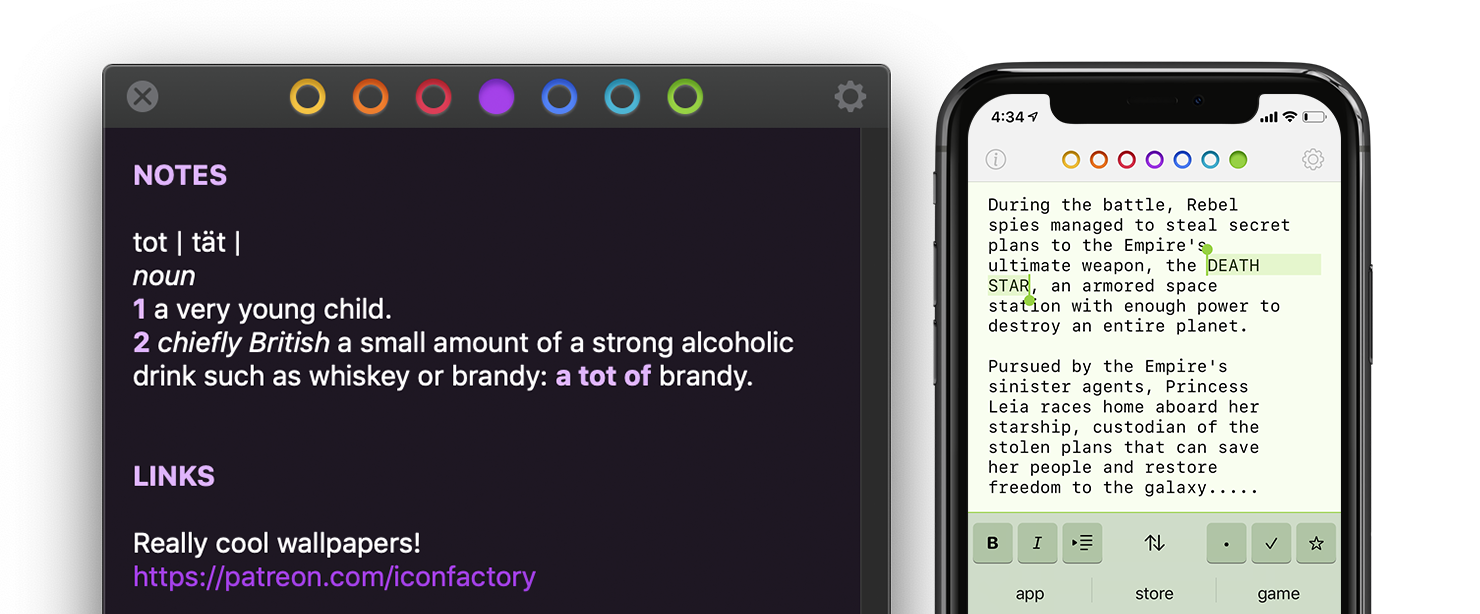 NOTES
tot | tät |
noun
1 a very young child.
2 chiefly British a small amount of a strong alcoholic
drink such as whiskey or brandy: a tot of brandy.
LINKS
Really cool wallpapers!
https://patreon.com/iconfactory
4:34
During the battle, Rebel
spies managed to steal secret
plans to the Empire's
ultimate weapon, the DEATH
STAR, an armored space
station with enough power to
destroy an entire planet.
Pursued by the Empire's
sinister agents, Princess
Leia races home aboard her
starship, custodian of the
stolen plans that can save
her people and restore
freedom to the galaxy.....
B I
app store game